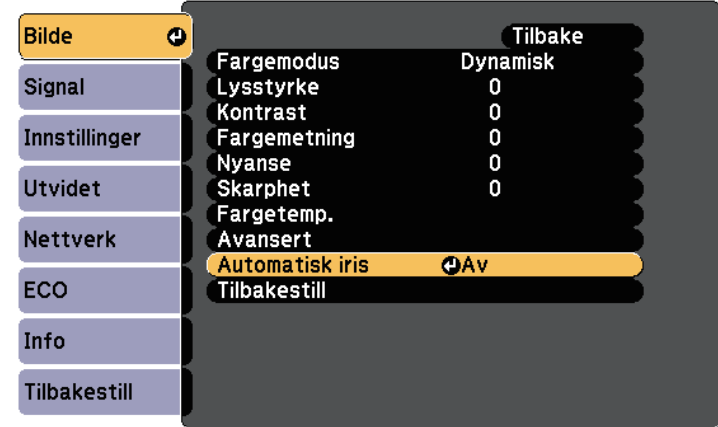 Bilde
Signal
Innstillinger
Utvidet
Nettverk
ECO
Info
Tilbakestill
Tilbake
Fargemodus Dynamisk
Lysstyrke 0
Kontrast 0
Fargemetning 0
Nyanse 0
Skarphet 0
Fargetemp.
Avansert
Automatisk iris Av
Tilbakestill